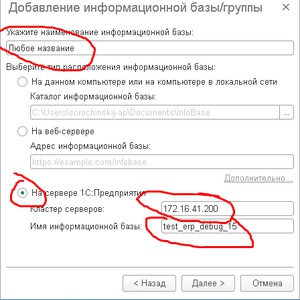 Добавление информационной базы/группы
Укажите наименование информационной базы:
Любое название
Выберите тип расположения информационной базы:
На данном компьютере или на компьютере в локальной сети
Каталог информационной базы:
C:\Users\sorochinskij-ap\Documents\InfoBase
...
На веб-сервере
Адрес информационной базы:
https://example.com/infobase
Дополнительно...
На сервере 1С:Предприятия
Кластер серверов:
172.16.41.200
Имя информационной базы:
test_erp_debug_15
< Назад
Далее >
Отмена